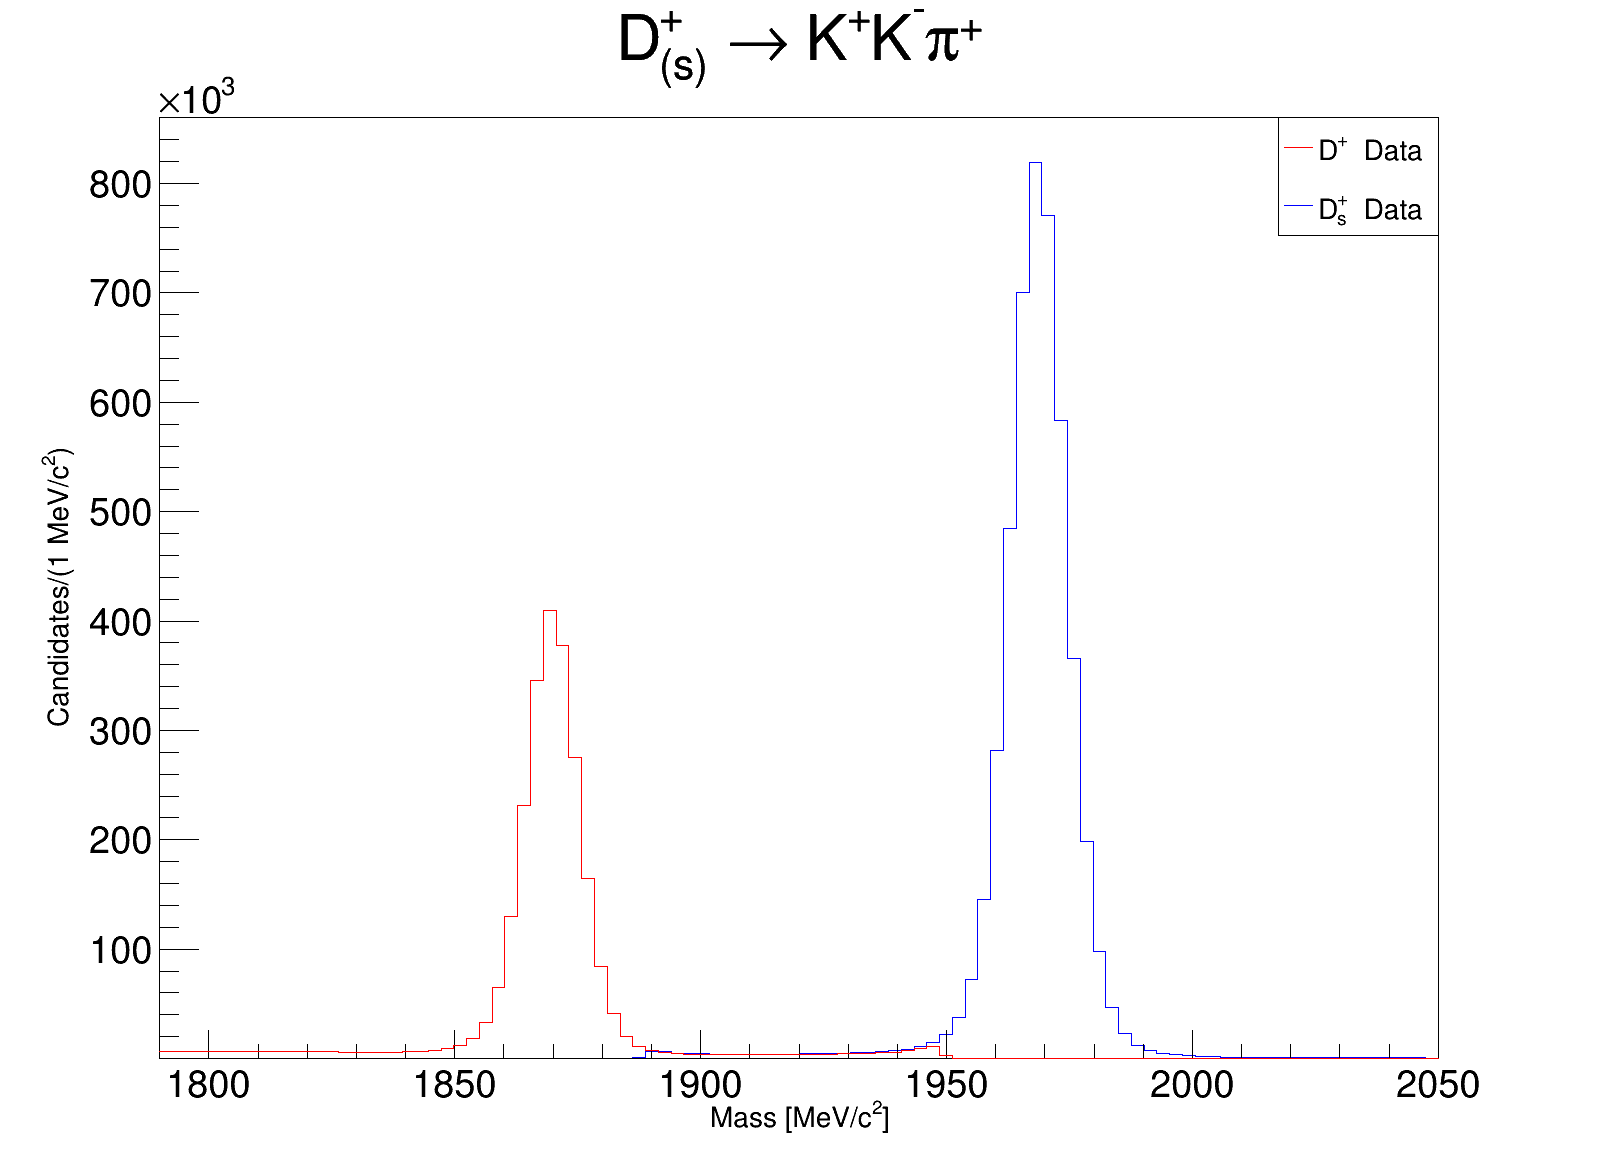 D⁺₍ₛ₎ → K⁺K⁻π⁺
×10³
D⁺ Data
Dₛ⁺ Data
800
700
600
500
400
300
200
100
Candidates/(1 MeV/c²)
1800 1850 1900 1950 2000 2050
Mass [MeV/c²]